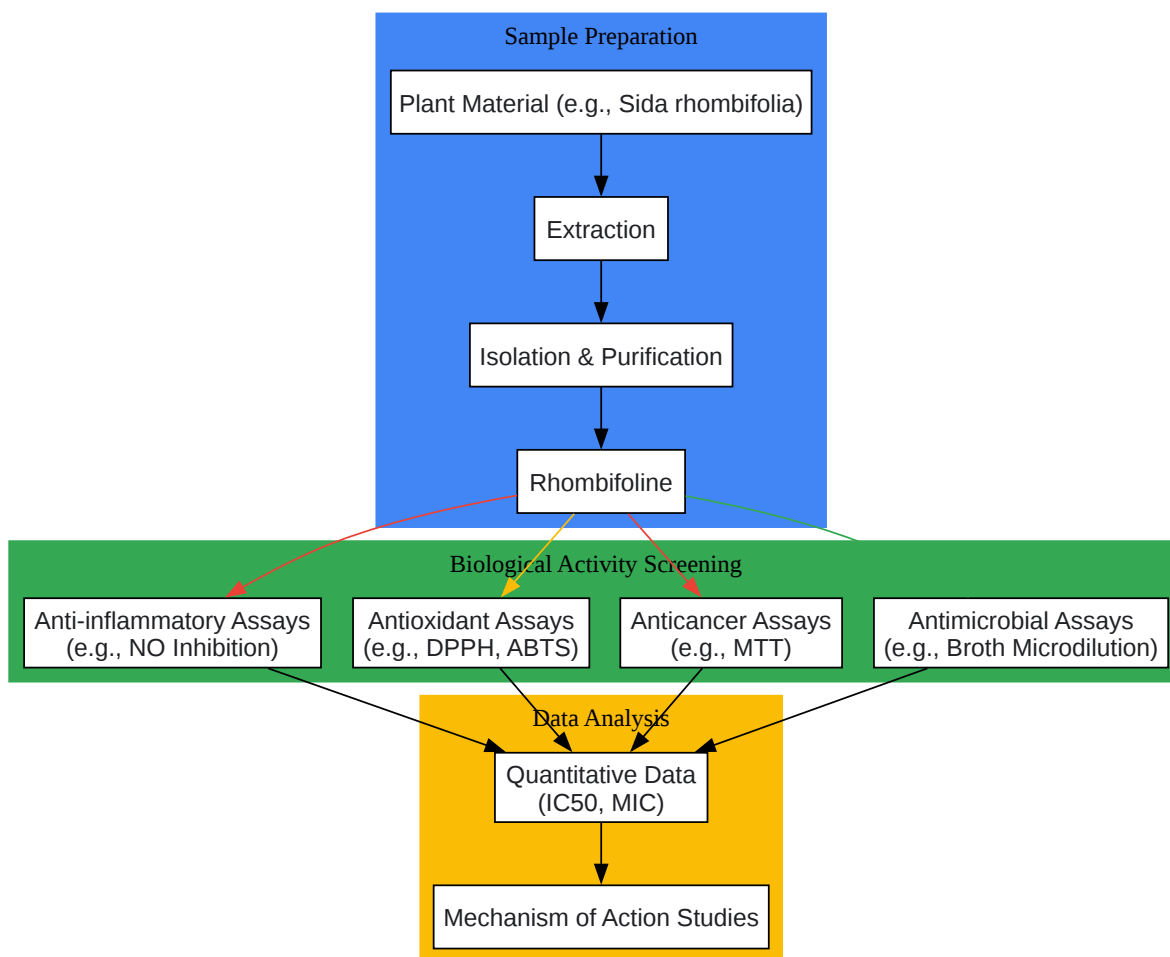 Sample Preparation
Plant Material (e.g., Sida rhombifolia)
Extraction
Isolation & Purification
Rhombifoline
Biological Activity Screening
Anti-inflammatory Assays
(e.g., NO Inhibition)
Antioxidant Assays
(e.g., DPPH, ABTS)
Anticancer Assays
(e.g., MTT)
Antimicrobial Assays
(e.g., Broth Microdilution)
Data Analysis
Quantitative Data
(IC50, MIC)
Mechanism of Action Studies